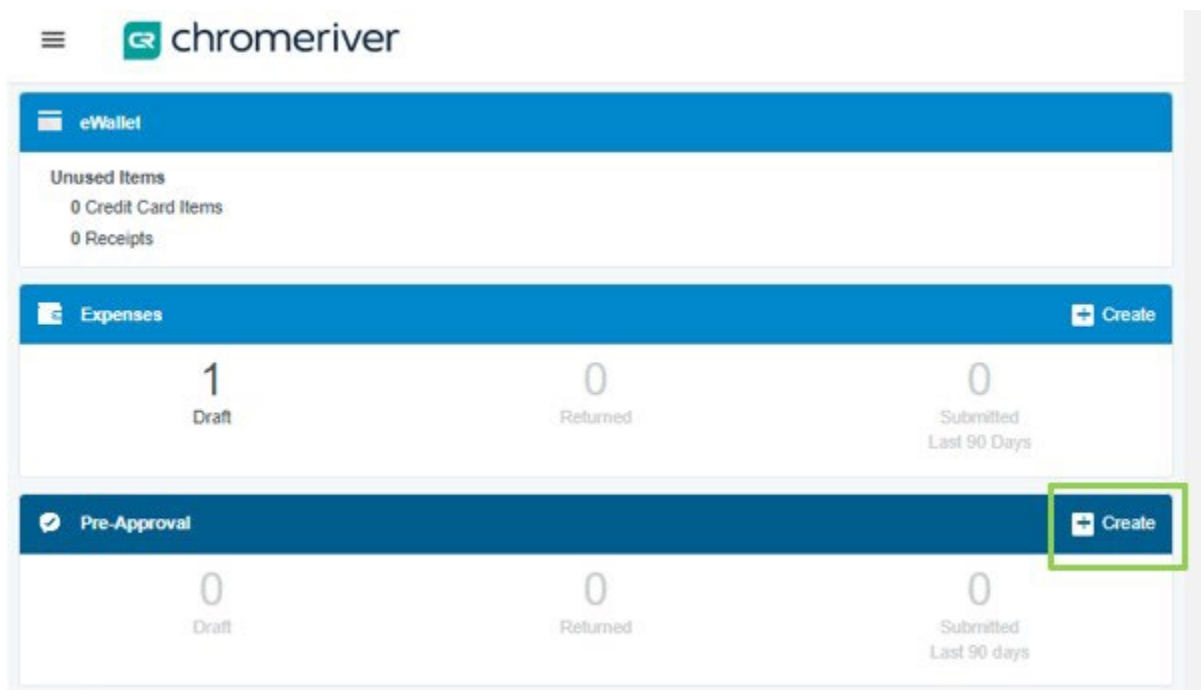 CR chromeriver
eWallet
Unused Items
0 Credit Card Items
0 Receipts
Expenses
Create
1
Draft
0
Returned
0
Submitted
Last 90 Days
Pre-Approval
Create
0
Draft
0
Returned
0
Submitted
Last 90 days